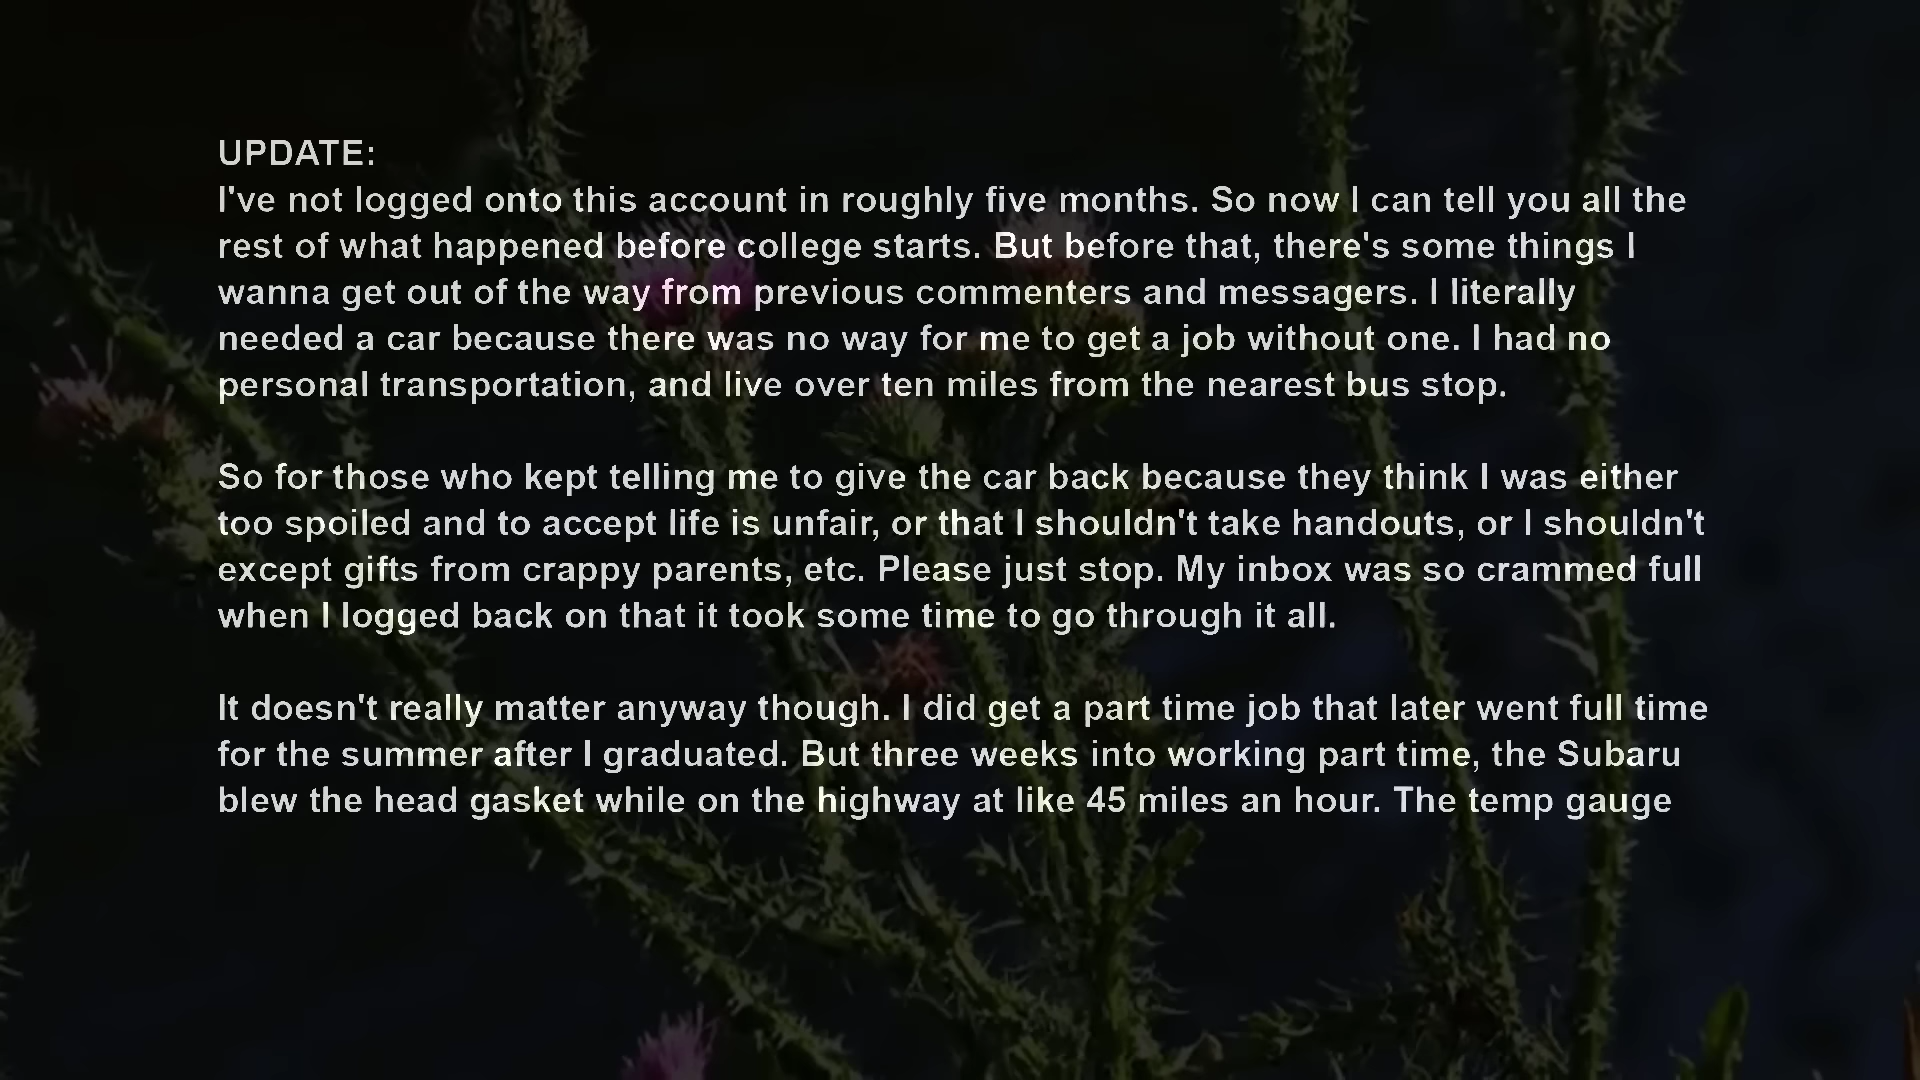 UPDATE:
I've not logged onto this account in roughly five months. So now I can tell you all the
rest of what happened before college starts. But before that, there's some things I
wanna get out of the way from previous commenters and messagers. I literally
needed a car because there was no way for me to get a job without one. I had no
personal transportation, and live over ten miles from the nearest bus stop.
So for those who kept telling me to give the car back because they think I was either
too spoiled and to accept life is unfair, or that I shouldn't take handouts, or I shouldn't
except gifts from crappy parents, etc. Please just stop. My inbox was so crammed full
when I logged back on that it took some time to go through it all.
It doesn't really matter anyway though. I did get a part time job that later went full time
for the summer after I graduated. But three weeks into working part time, the Subaru
blew the head gasket while on the highway at like 45 miles an hour. The temp gauge